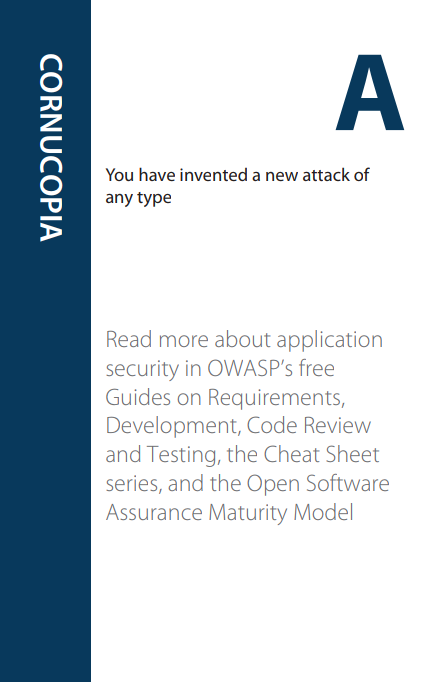 CORNUCOPIA
A
You have invented a new attack of
any type
Read more about application
security in OWASP’s free
Guides on Requirements,
Development, Code Review
and Testing, the Cheat Sheet
series, and the Open Software
Assurance Maturity Model